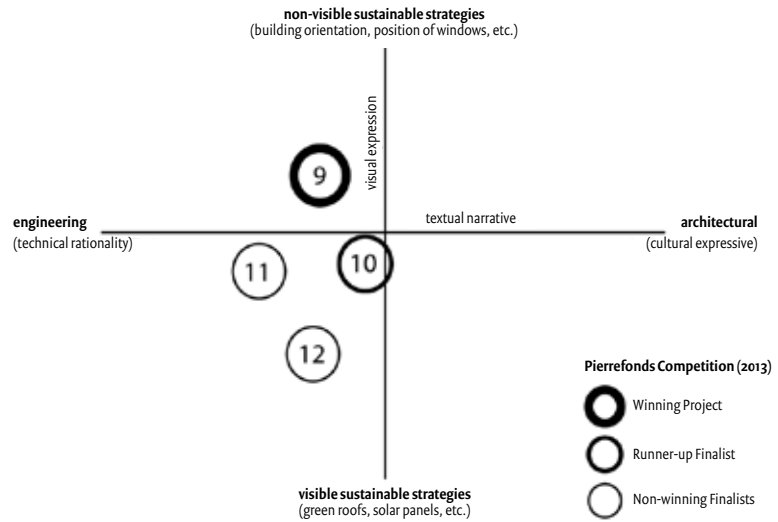 non-visible sustainable strategies
(building orientation, position of windows, etc.)
visual expression
9
textual narrative
engineering
(technical rationality)
architectural
(cultural expressive)
11
10
12
Pierrefonds Competition (2013)
Winning Project
Runner-up Finalist
Non-winning Finalists
visible sustainable strategies
(green roofs, solar panels, etc.)